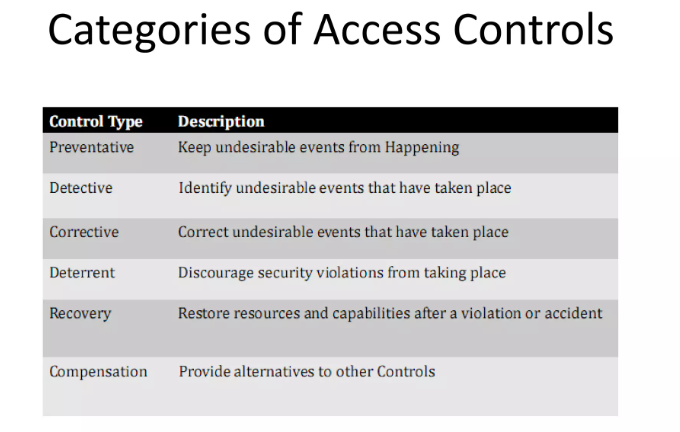 Categories of Access Controls
Control Type Description
Preventative Keep undesirable events from Happening
Detective Identify undesirable events that have taken place
Corrective Correct undesirable events that have taken place
Deterrent Discourage security violations from taking place
Recovery Restore resources and capabilities after a violation or accident
Compensation Provide alternatives to other Controls